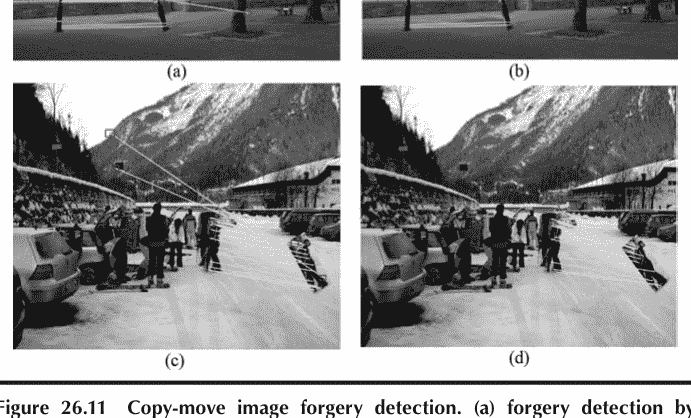 (a)
(b)
(c)
(d)
Figure 26.11 Copy-move image forgery detection. (a) forgery detection by